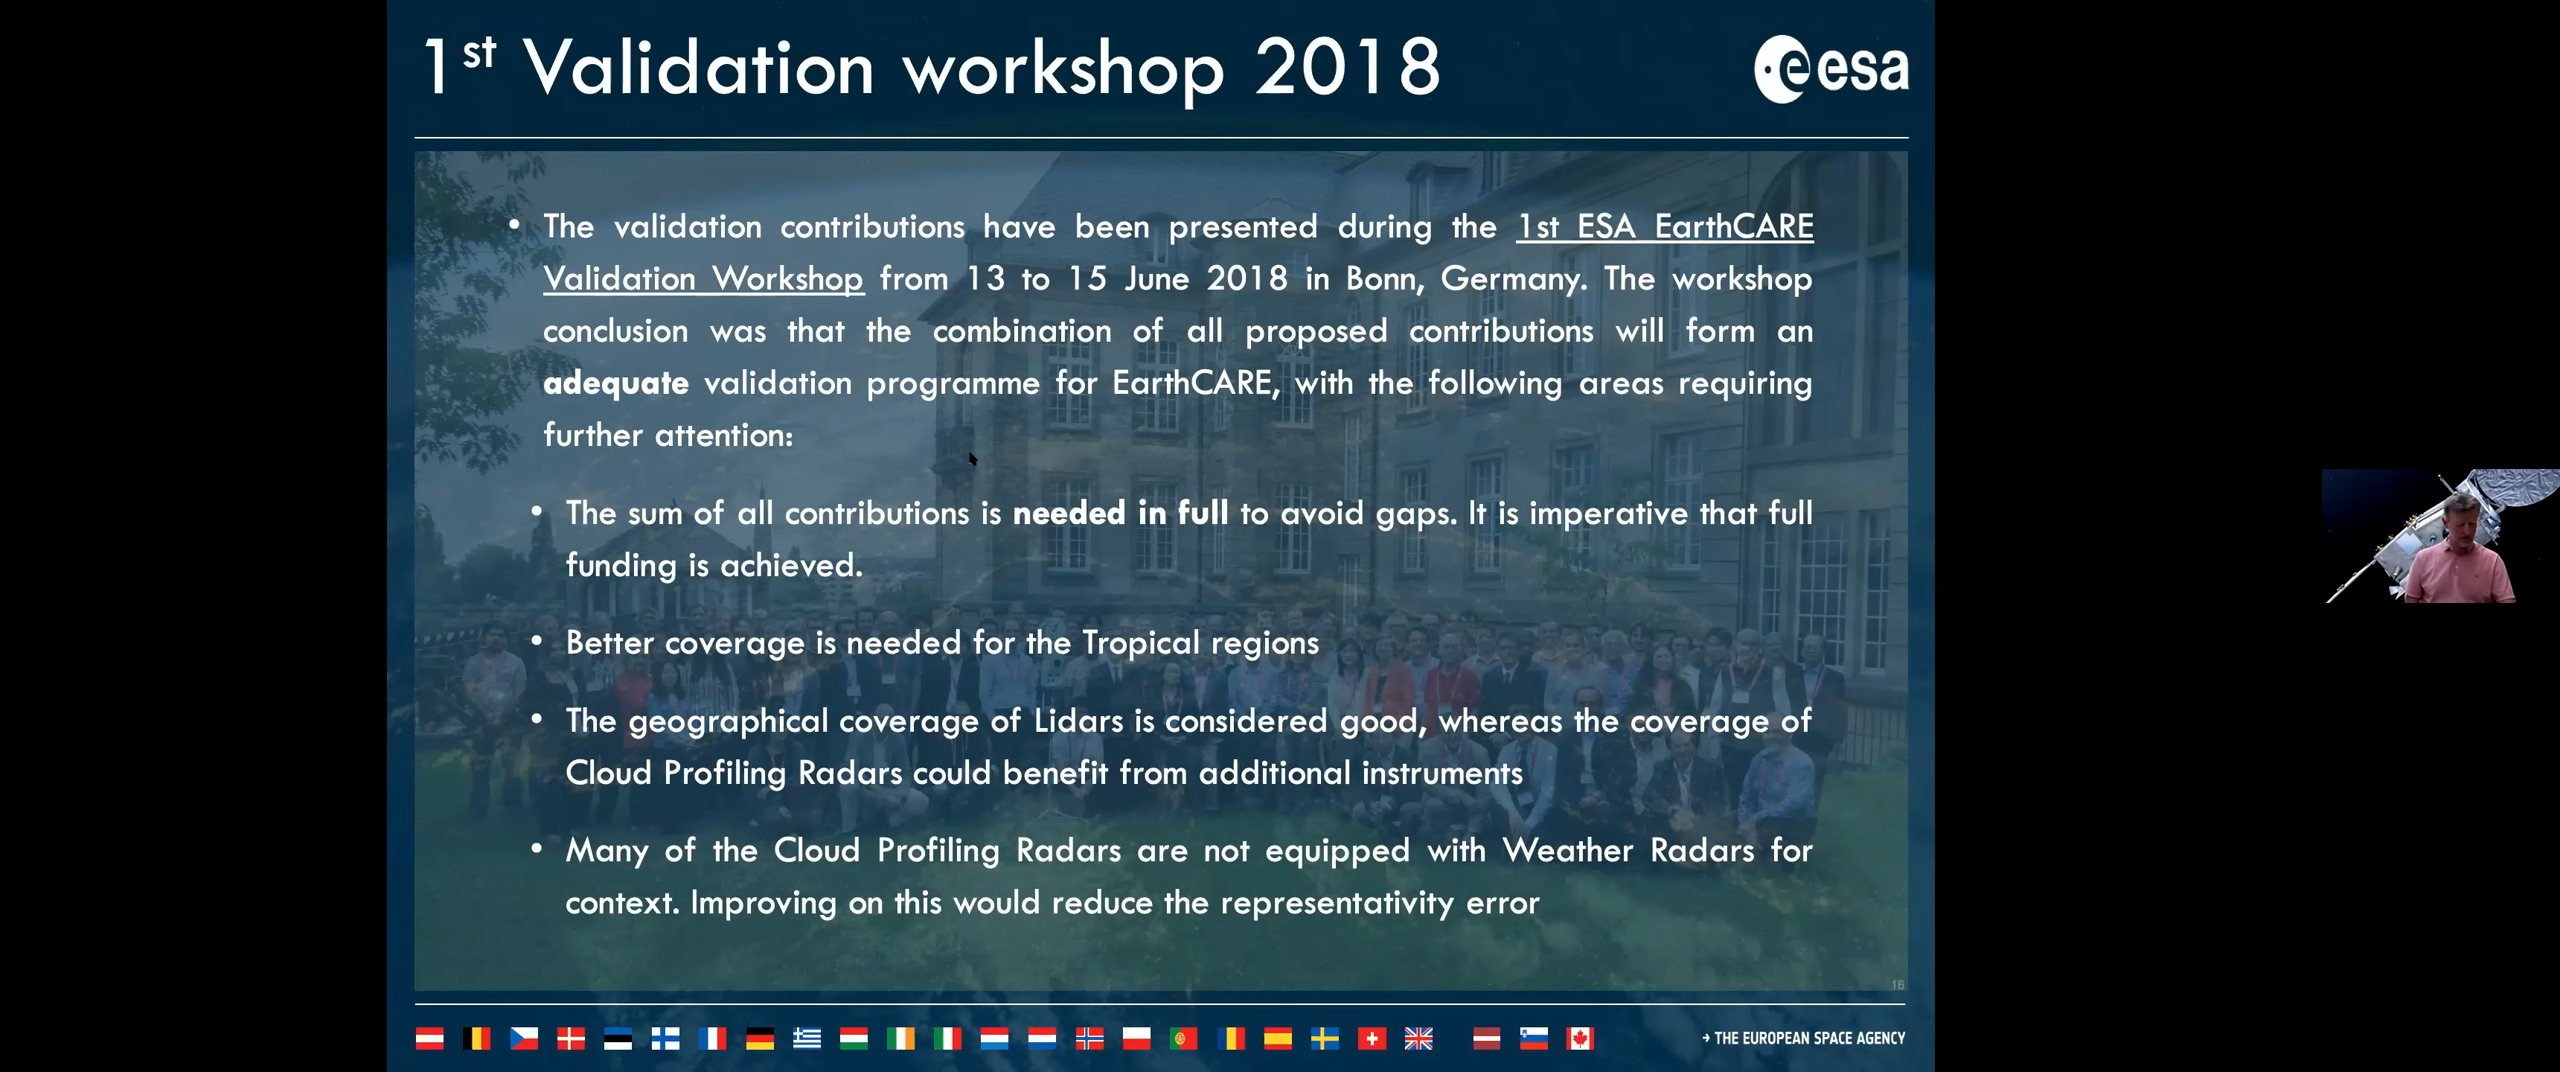 1st Validation workshop 2018
esa
• The validation contributions have been presented during the 1st ESA EarthCARE
Validation Workshop from 13 to 15 June 2018 in Bonn, Germany. The workshop
conclusion was that the combination of all proposed contributions will form an
adequate validation programme for EarthCARE, with the following areas requiring
further attention:
• The sum of all contributions is needed in full to avoid gaps. It is imperative that full
funding is achieved.
• Better coverage is needed for the Tropical regions
• The geographical coverage of Lidars is considered good, whereas the coverage of
Cloud Profiling Radars could benefit from additional instruments
• Many of the Cloud Profiling Radars are not equipped with Weather Radars for
context. Improving on this would reduce the representativity error
16
→ THE EUROPEAN SPACE AGENCY